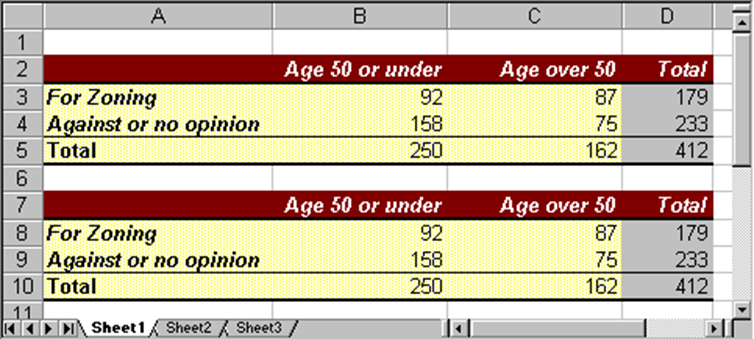 A B C D
1
2 Age 50 or under Age over 50 Total
3 For Zoning 92 87 179
4 Against or no opinion 158 75 233
5 Total 250 162 412
6
7 Age 50 or under Age over 50 Total
8 For Zoning 92 87 179
9 Against or no opinion 158 75 233
10 Total 250 162 412
11
Sheet1 Sheet2 Sheet3